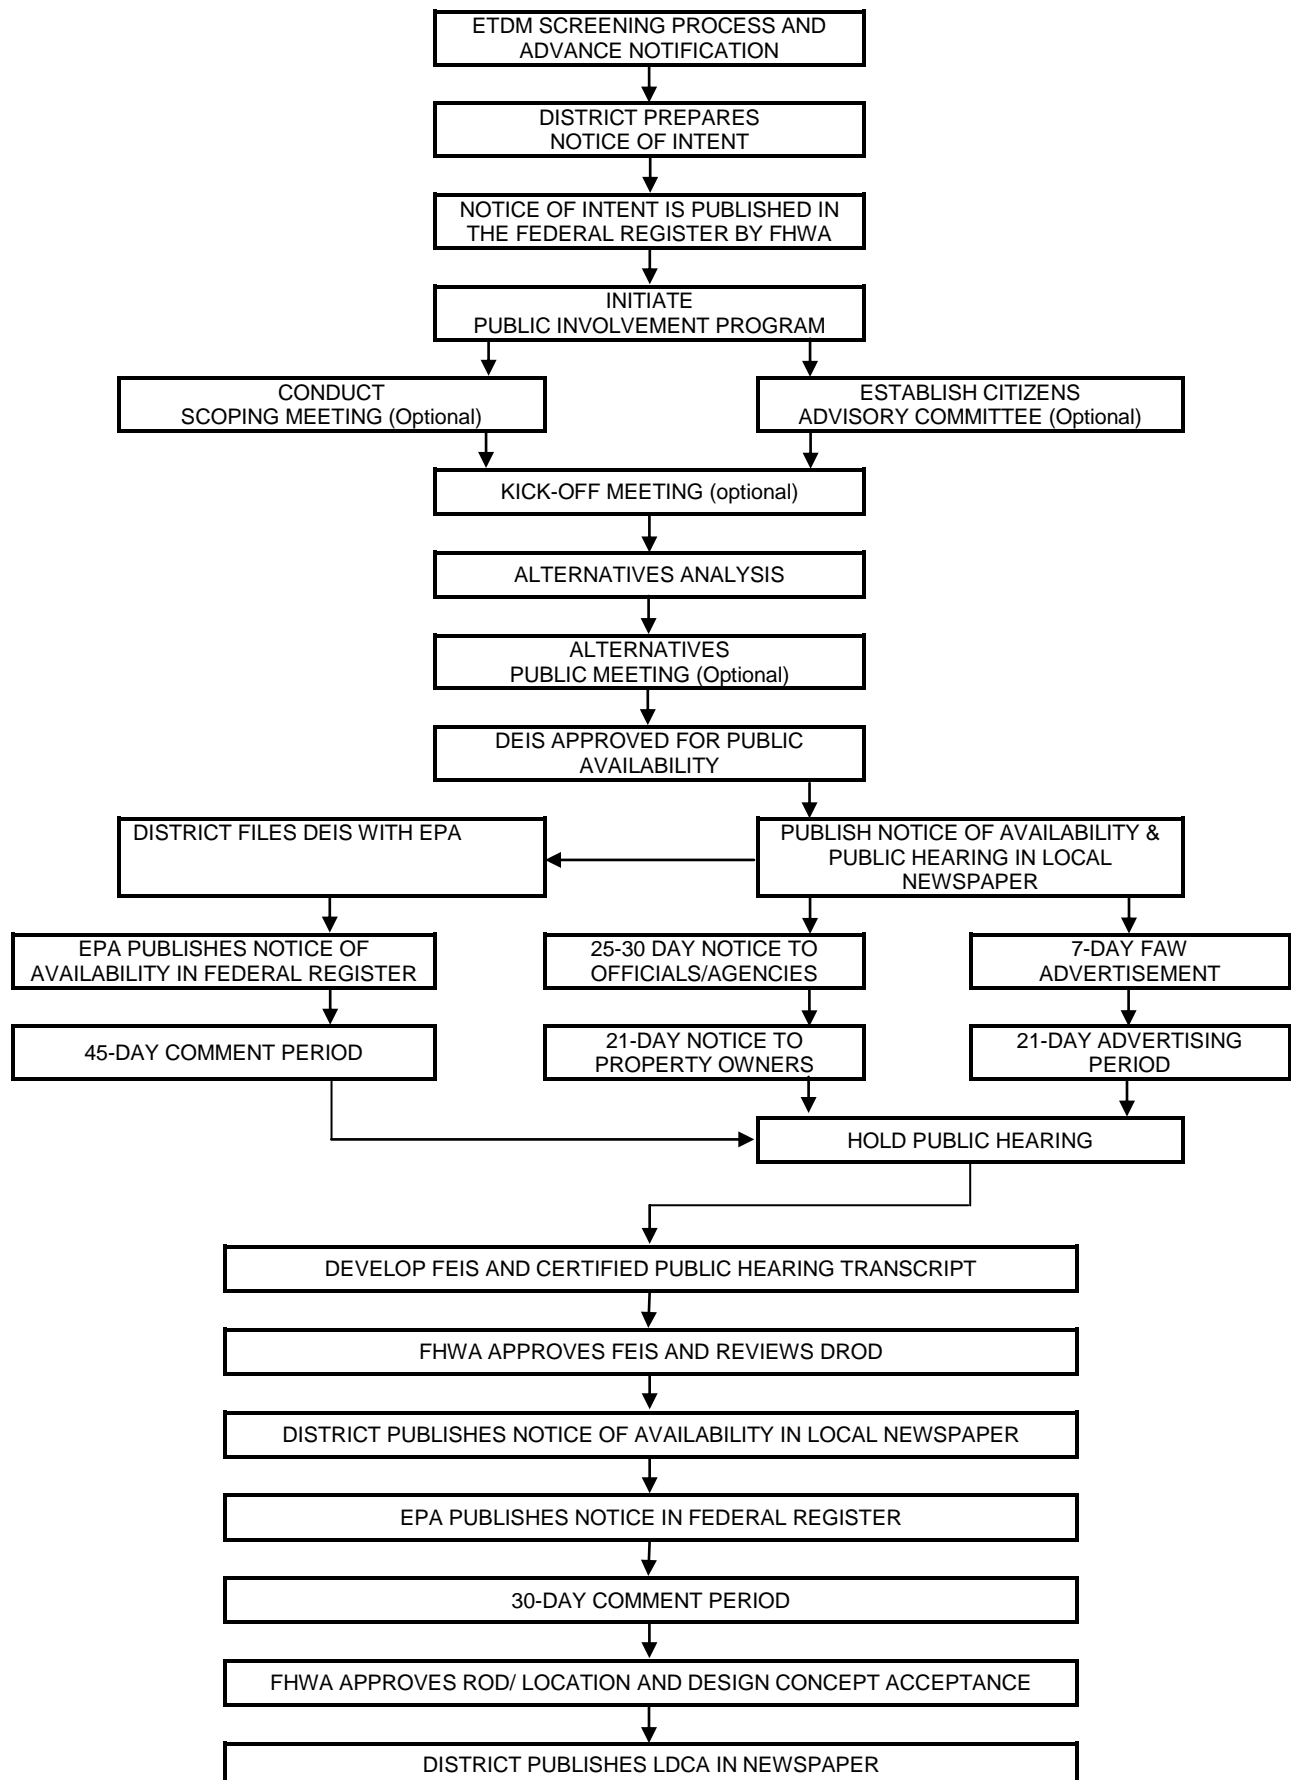 ETDM SCREENING PROCESS AND
ADVANCE NOTIFICATION
DISTRICT PREPARES
NOTICE OF INTENT
NOTICE OF INTENT IS PUBLISHED IN
THE FEDERAL REGISTER BY FHWA
INITIATE
PUBLIC INVOLVEMENT PROGRAM
CONDUCT
SCOPING MEETING (Optional)
ESTABLISH CITIZENS
ADVISORY COMMITTEE (Optional)
KICK-OFF MEETING (optional)
ALTERNATIVES ANALYSIS
ALTERNATIVES
PUBLIC MEETING (Optional)
DEIS APPROVED FOR PUBLIC
AVAILABILITY
DISTRICT FILES DEIS WITH EPA
PUBLISH NOTICE OF AVAILABILITY &
PUBLIC HEARING IN LOCAL
NEWSPAPER
EPA PUBLISHES NOTICE OF
AVAILABILITY IN FEDERAL REGISTER
25-30 DAY NOTICE TO
OFFICIALS/AGENCIES
7-DAY FAW
ADVERTISEMENT
45-DAY COMMENT PERIOD
21-DAY NOTICE TO
PROPERTY OWNERS
21-DAY ADVERTISING
PERIOD
HOLD PUBLIC HEARING
DEVELOP FEIS AND CERTIFIED PUBLIC HEARING TRANSCRIPT
FHWA APPROVES FEIS AND REVIEWS DROD
DISTRICT PUBLISHES NOTICE OF AVAILABILITY IN LOCAL NEWSPAPER
EPA PUBLISHES NOTICE IN FEDERAL REGISTER
30-DAY COMMENT PERIOD
FHWA APPROVES ROD/ LOCATION AND DESIGN CONCEPT ACCEPTANCE
DISTRICT PUBLISHES LDCA IN NEWSPAPER